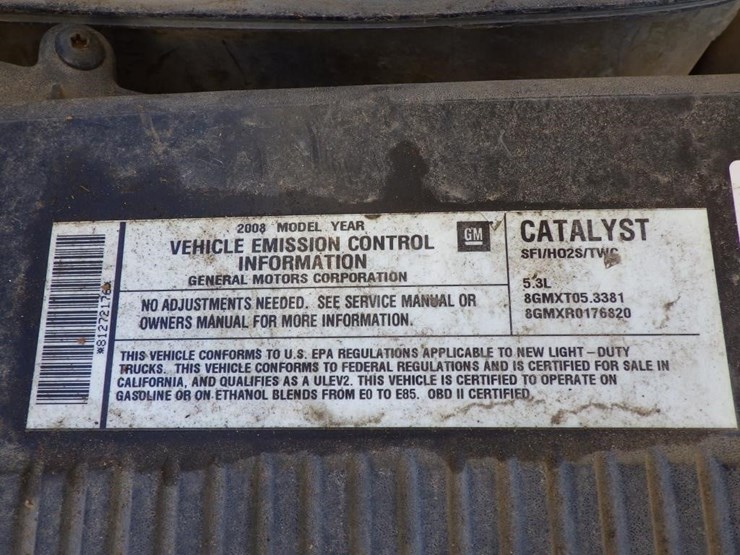 2008 MODEL YEAR
VEHICLE EMISSION CONTROL
INFORMATION
GENERAL MOTORS CORPORATION
GM
NO ADJUSTMENTS NEEDED. SEE SERVICE MANUAL OR
OWNERS MANUAL FOR MORE INFORMATION.
CATALYST
SFI/HO2S/TWC
5.3L
8GMXT05.3381
8GMXR0176820
THIS VEHICLE CONFORMS TO U.S. EPA REGULATIONS APPLICABLE TO NEW LIGHT-DUTY
TRUCKS. THIS VEHICLE CONFORMS TO FEDERAL REGULATIONS AND IS CERTIFIED FOR SALE IN
CALIFORNIA, AND QUALIFIES AS A ULEV2. THIS VEHICLE IS CERTIFIED TO OPERATE ON
GASOLINE OR ON ETHANOL BLENDS FROM E0 TO E85. OBD II CERTIFIED